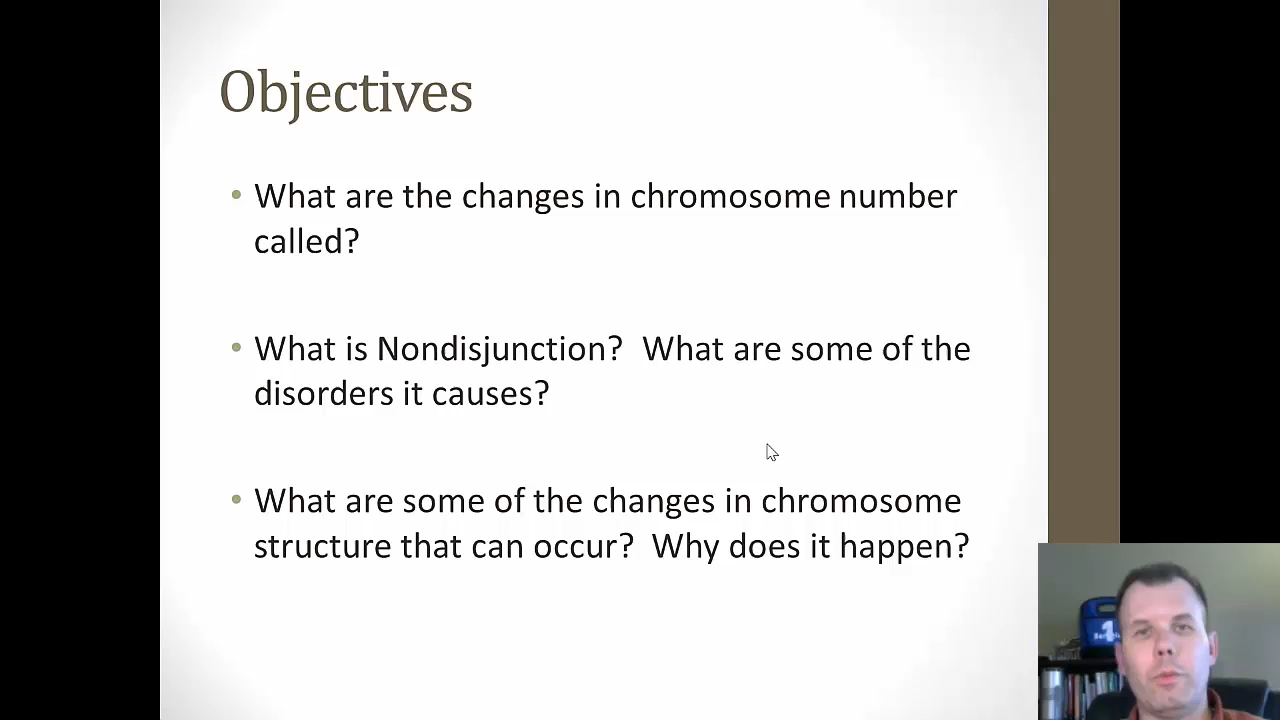 Objectives
• What are the changes in chromosome number
called?
• What is Nondisjunction?  What are some of the
disorders it causes?
• What are some of the changes in chromosome
structure that can occur?  Why does it happen?
1